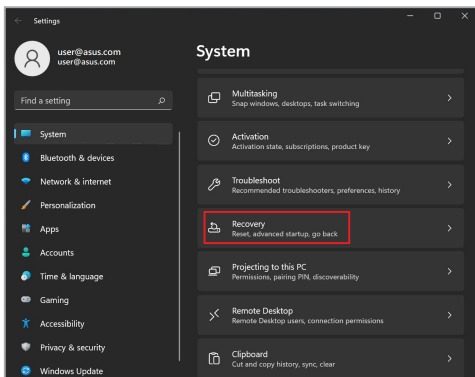 Settings
user@asus.com
user@asus.com
Find a setting
System
Bluetooth & devices
Network & internet
Personalization
Apps
Accounts
Time & language
Gaming
Accessibility
Privacy & security
Windows Update
System
Multitasking
Snap windows, desktops, task switching
Activation
Activation state, subscriptions, product key
Troubleshoot
Recommended troubleshooters, preferences, history
Recovery
Reset, advanced startup, go back
Projecting to this PC
Permissions, pairing PIN, discoverability
Remote Desktop
Remote Desktop users, connection permissions
Clipboard
Cut and copy history, sync, clear